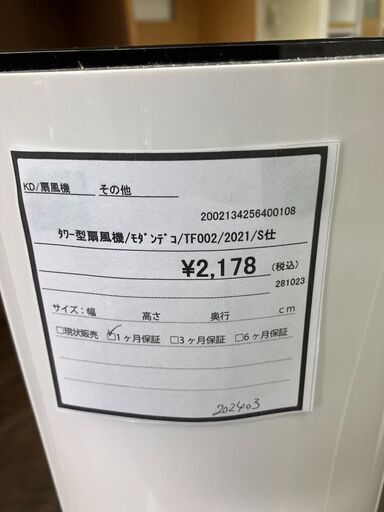 KD/扇風機 その他
2002134256400108
ﾀﾜｰ型扇風機/ﾓﾀﾞﾝﾃﾞｺ/TF002/2021/S仕
¥2,178 (税込)
281023
サイズ:幅 高さ 奥行 cm
□現状販売 ☑1ヶ月保証 □3ヶ月保証 □6ヶ月保証
202403